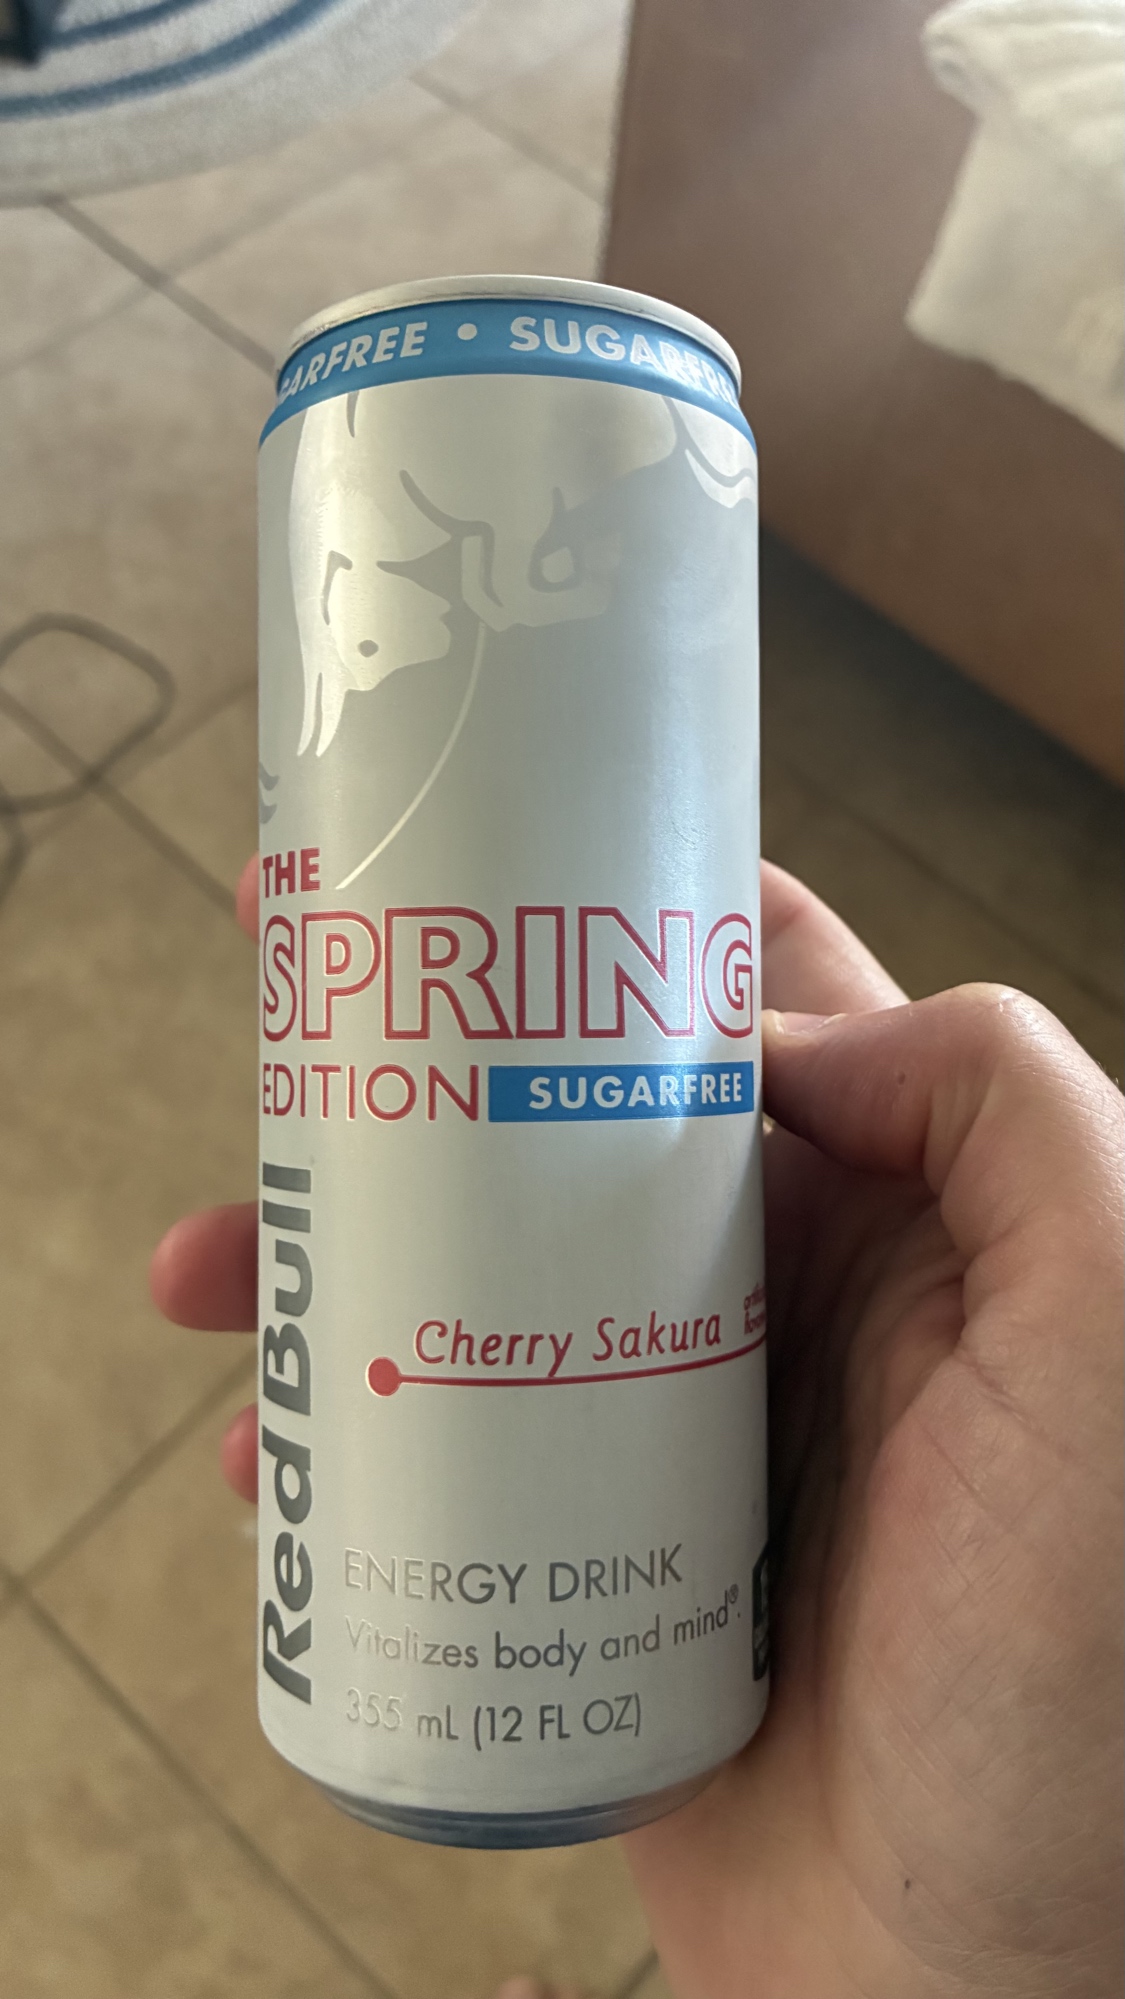 ARFREE • SUGARFREE
THE
SPRING
EDITION SUGARFREE
Red Bull
Cherry Sakura
ENERGY DRINK
Vitalizes body and mind®.
355 mL (12 FL OZ)